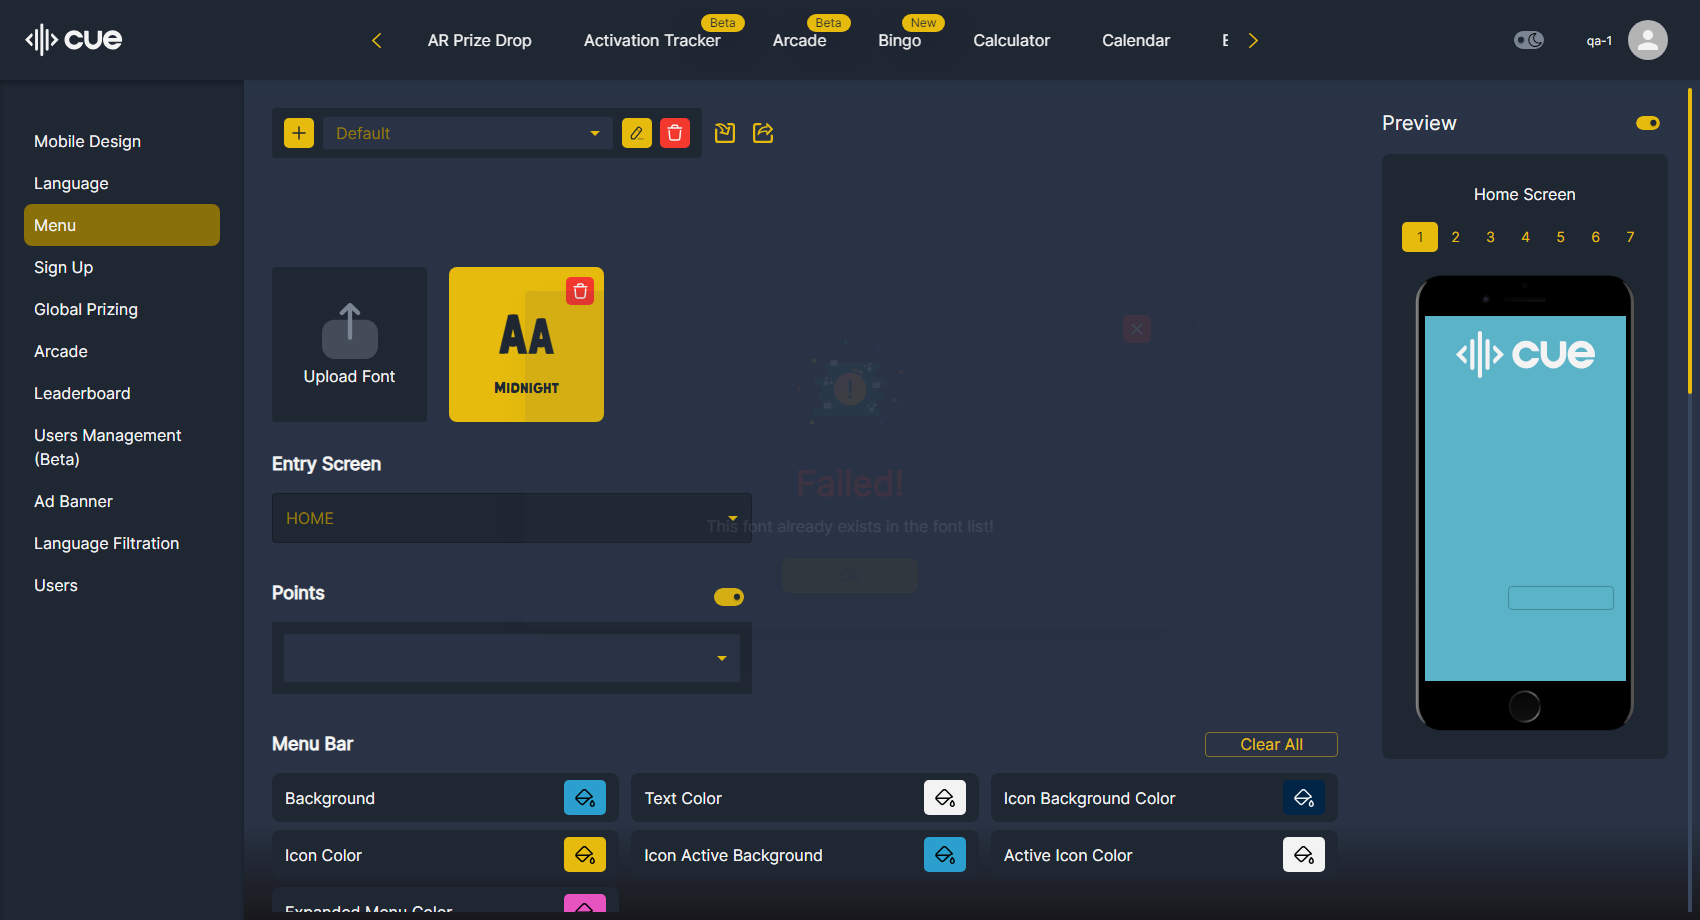 cue
AR Prize Drop
Activation Tracker
Beta
Arcade
Beta
Bingo
New
Calculator
Calendar
qa-1
Mobile Design
Language
Menu
Sign Up
Global Prizing
Arcade
Leaderboard
Users Management
(Beta)
Ad Banner
Language Filtration
Users
Default
Upload Font
AA
MIDNIGHT
Failed!
This font already exists in the font list!
Ok
Entry Screen
HOME
Points
Menu Bar
Clear All
Background
Text Color
Icon Background Color
Icon Color
Icon Active Background
Active Icon Color
Expanded Menu Color
Preview
Home Screen
1 2 3 4 5 6 7
cue